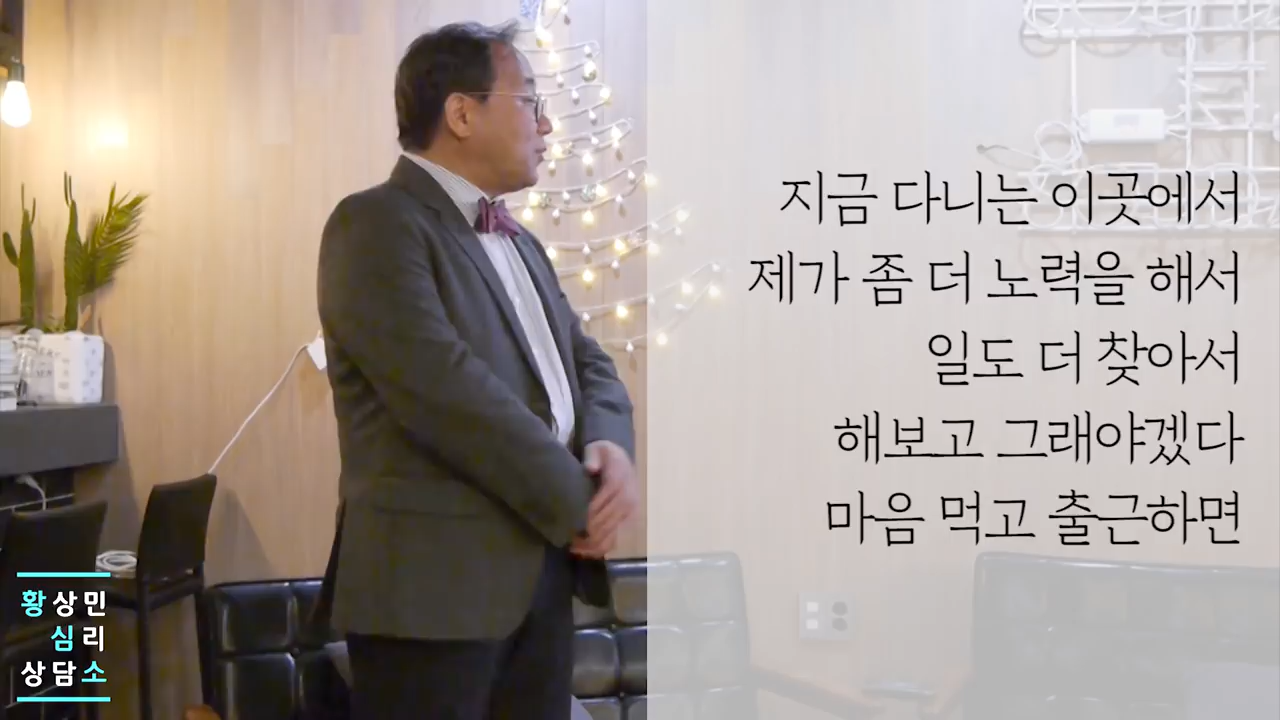 지금 다니는 이곳에서
제가 좀 더 노력을 해서
일도 더 찾아서
해보고 그래야겠다
마음 먹고 출근하면
황상민
심리
상담소